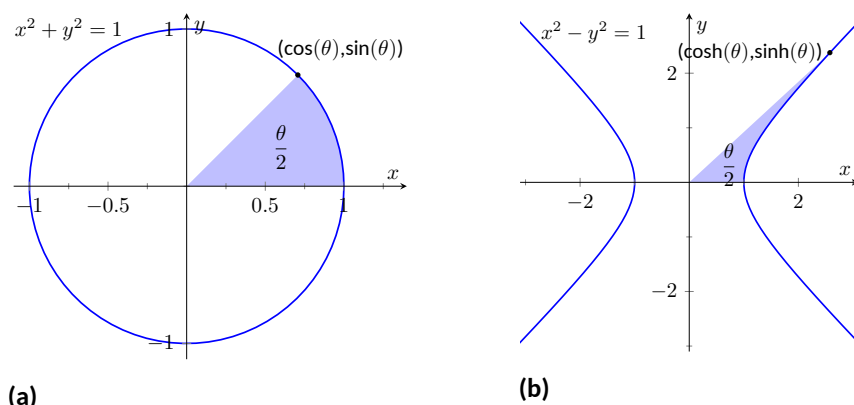 x² + y² = 1
1
y
(cos(θ),sin(θ))
θ/2
x
−1
−0.5
0.5
1
−1
(a)
y
x² − y² = 1
(cosh(θ),sinh(θ))
2
θ/2
x
−2
2
−2
(b)